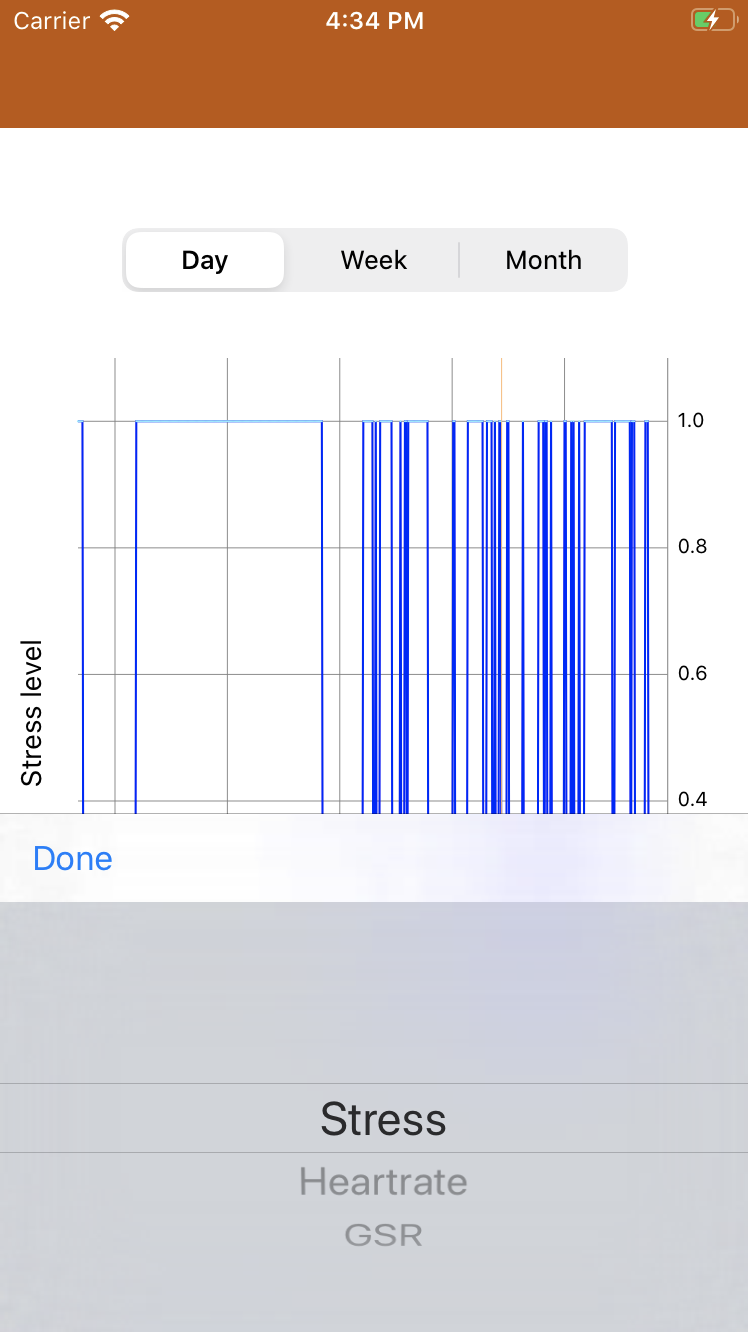 Carrier 4:34 PM
Day Week Month
1.0
0.8
0.6
Stress level
0.4
Done
Stress
Heartrate
GSR